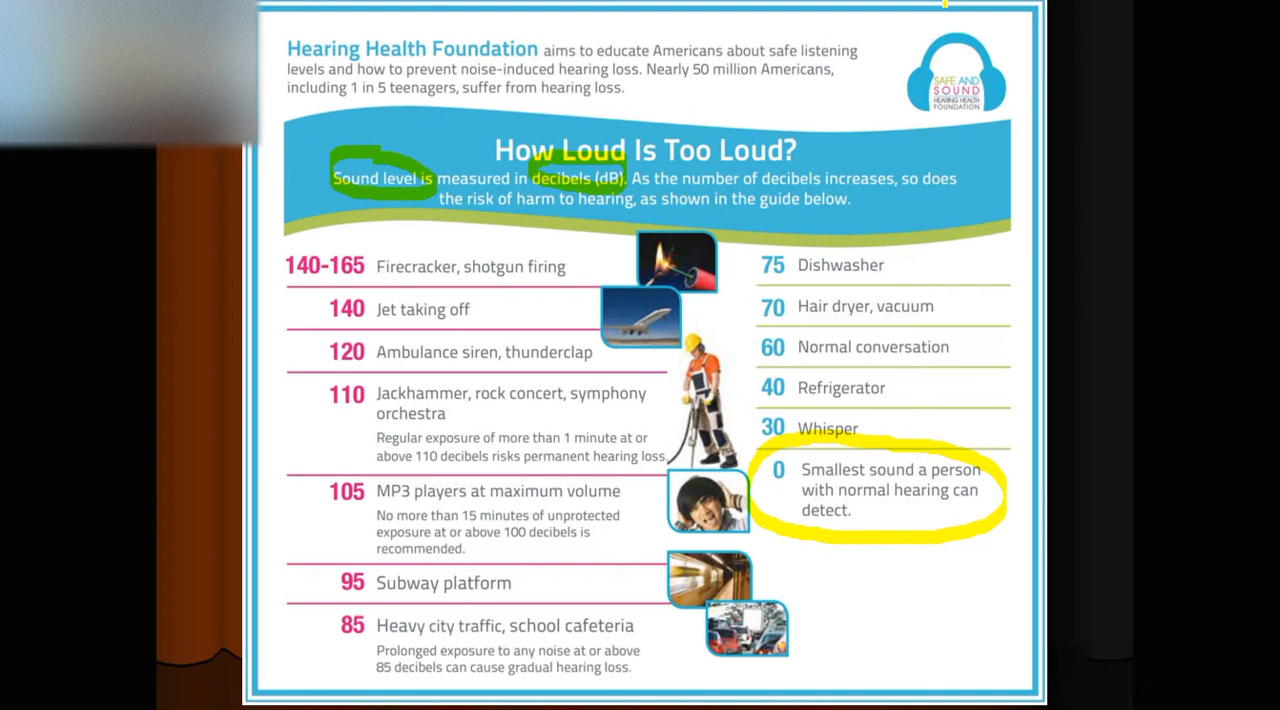 Hearing Health Foundation aims to educate Americans about safe listening
levels and how to prevent noise-induced hearing loss. Nearly 50 million Americans,
including 1 in 5 teenagers, suffer from hearing loss.
SAFE AND
SOUND
HEARING HEALTH
FOUNDATION
How Loud Is Too Loud?
Sound level is measured in decibels (dB). As the number of decibels increases, so does
the risk of harm to hearing, as shown in the guide below.
140-165 Firecracker, shotgun firing
140 Jet taking off
120 Ambulance siren, thunderclap
110 Jackhammer, rock concert, symphony
orchestra
Regular exposure of more than 1 minute at or
above 110 decibels risks permanent hearing loss.
105 MP3 players at maximum volume
No more than 15 minutes of unprotected
exposure at or above 100 decibels is
recommended.
95 Subway platform
85 Heavy city traffic, school cafeteria
Prolonged exposure to any noise at or above
85 decibels can cause gradual hearing loss.
75 Dishwasher
70 Hair dryer, vacuum
60 Normal conversation
40 Refrigerator
30 Whisper
0 Smallest sound a person
with normal hearing can
detect.